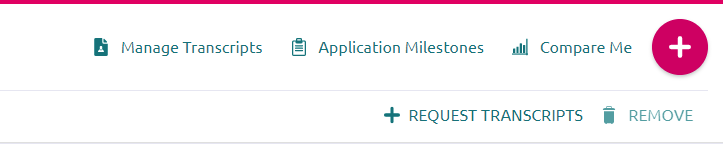 Manage Transcripts Application Milestones Compare Me
REQUEST TRANSCRIPTS REMOVE